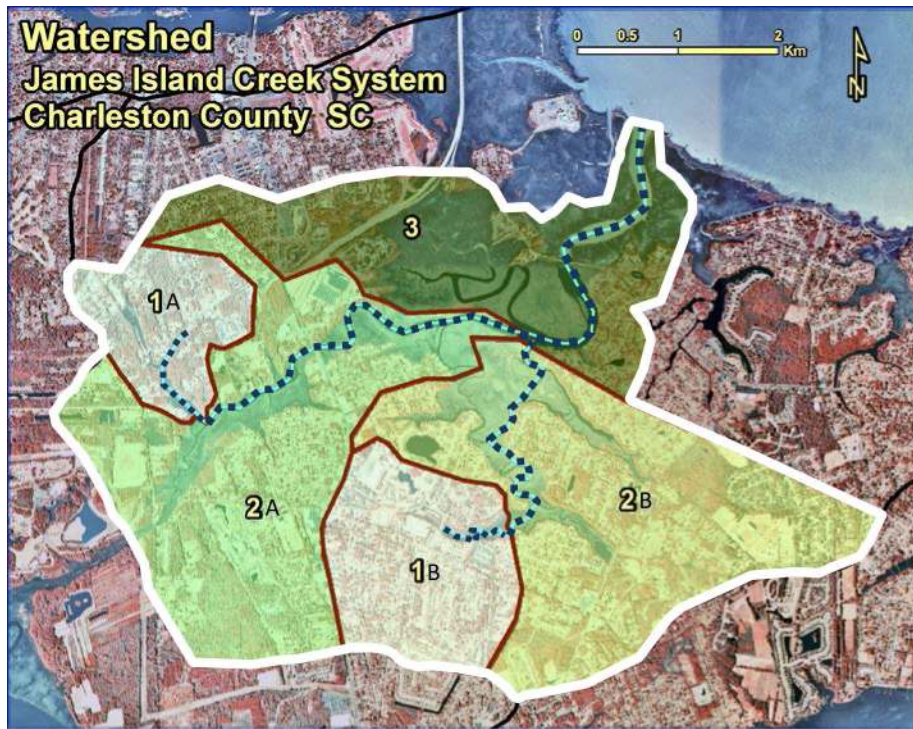 Watershed
James Island Creek System
Charleston County SC
0 0.5 1 2
Km
N
3
1A
2A
2B
1B